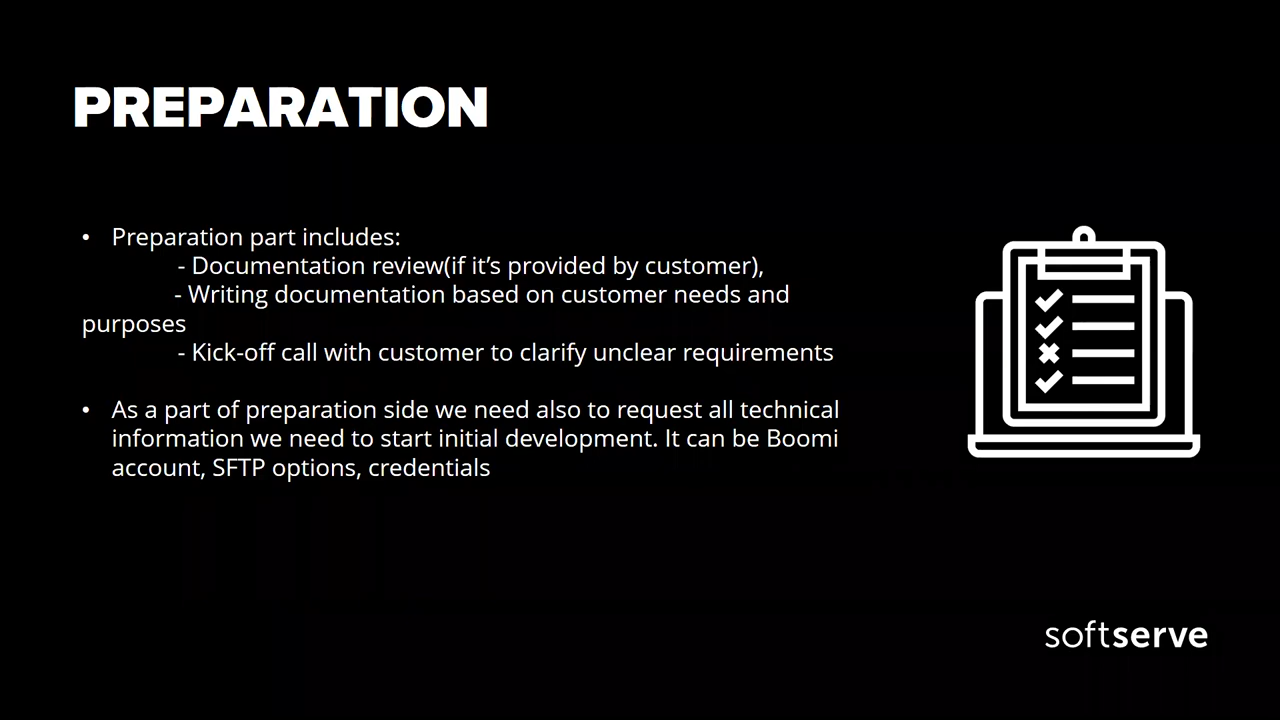 PREPARATION
• Preparation part includes:
- Documentation review(if it’s provided by customer),
- Writing documentation based on customer needs and
purposes
- Kick-off call with customer to clarify unclear requirements
• As a part of preparation side we need also to request all technical
information we need to start initial development. It can be Boomi
account, SFTP options, credentials
softserve